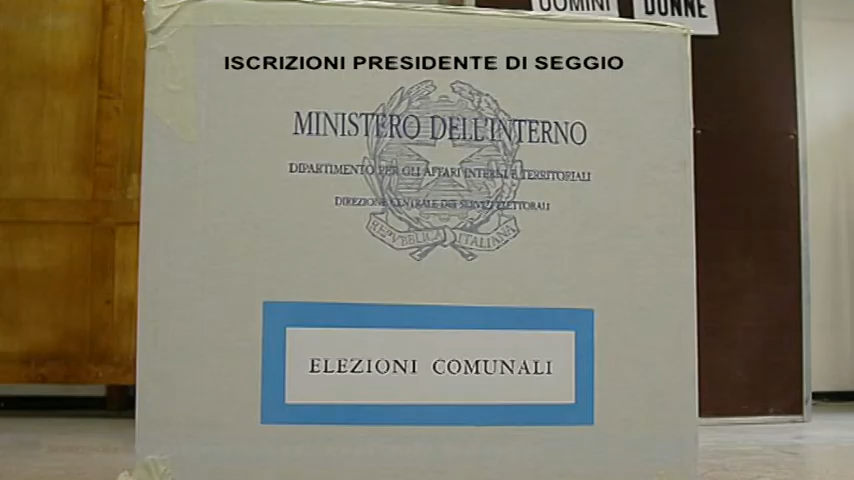 UOMINI
DONNE
ISCRIZIONI PRESIDENTE DI SEGGIO
MINISTERO DELL'INTERNO
DIPARTIMENTO PER GLI AFFARI INTERNI E TERRITORIALI
DIREZIONE CENTRALE DEI SERVIZI ELETTORALI
REPVBBLICA ITALIANA
ELEZIONI COMUNALI